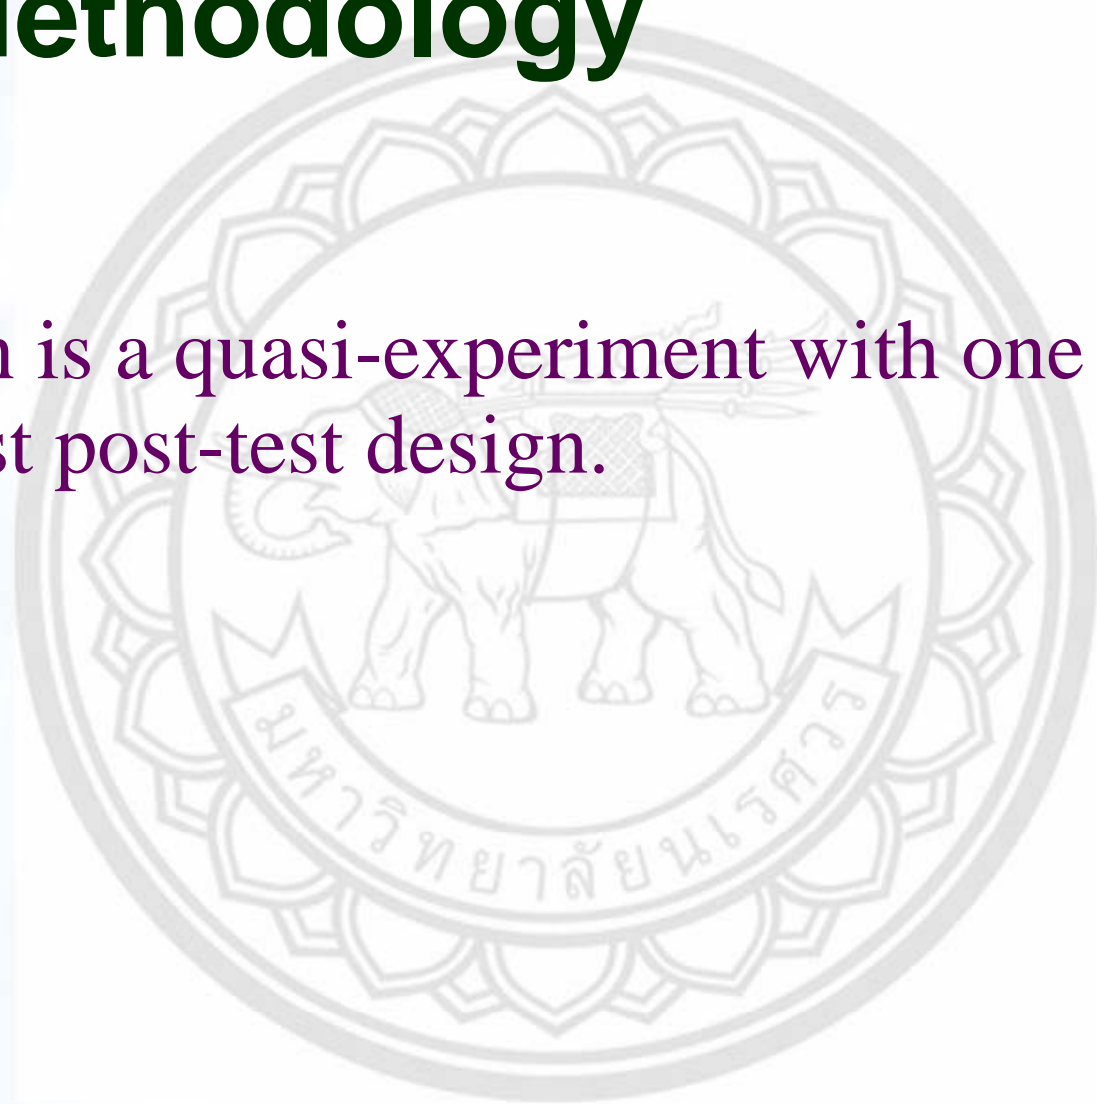 ethodology
is a quasi-experiment with one
st post-test design.
มหาวิทยาลัยนเรศวร